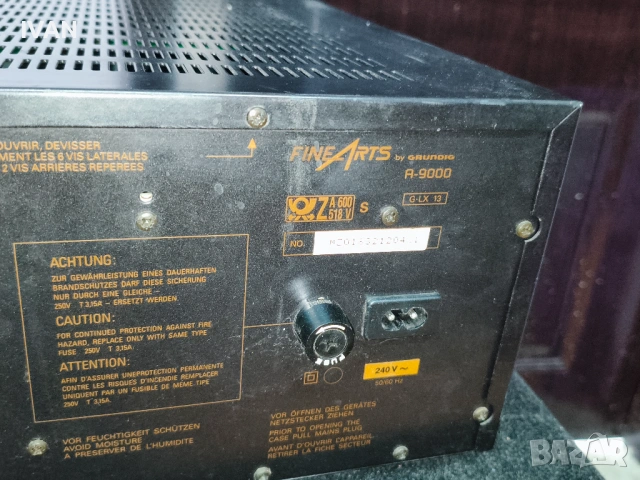 IVAN
OUVRIR, DEVISSER
MENT LES 6 VIS LATERALES
2 VIS ARRIERES REPEREES
FINEARTS by GRUNDIG
R-9000
G-LX 13
Z A 600 S
518 V
NO.
ACHTUNG:
ZUR GEWÄHRLEISTUNG EINES DAUERHAFTEN
BRANDSCHUTZES DARF DIESE SICHERUNG
NUR DURCH EINE GLEICHE
250V T 3,15A - ERSETZT WERDEN.
CAUTION:
FOR CONTINUED PROTECTION AGAINST FIRE
HAZARD, REPLACE ONLY WITH SAME TYPE
FUSE 250V T 3,15A.
ATTENTION:
AFIN D'ASSURER UNEPROTECTION PERMANENTE
CONTRE LES RISQUES D'INCENDIE REMPLACER
UNIQUEMENT PAR UN FUSIBLE DE MÊME TYPE
250V T 3,15A.
FUSE
240 V ~
50/60 Hz
VOR FEUCHTIGKEIT SCHÜTZEN
AVOID MOISTURE
A PRESERVER DE L'HUMIDITE
VOR ÖFFNEN DES GERÄTES
NETZSTECKER ZIEHEN
PRIOR TO OPENING THE
CASE PULL MAINS PLUG
AVANT D'OUVRIR L'APPAREIL
RETIRER LA FICHE SECTEUR
BAZAR